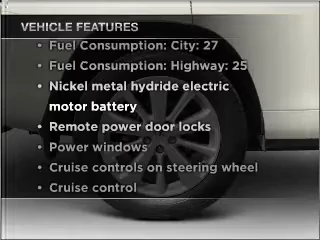 VEHICLE FEATURES
• Fuel Consumption: City: 27
• Fuel Consumption: Highway: 25
• Nickel metal hydride electric
motor battery
• Remote power door locks
• Power windows
• Cruise controls on steering wheel
• Cruise control